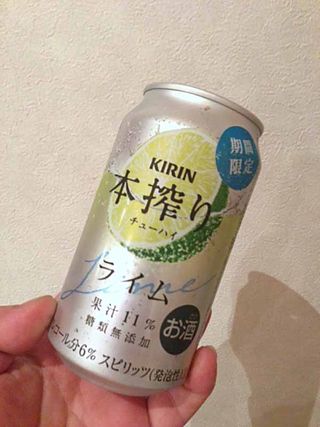 期間
限定
KIRIN
本搾り
チューハイ
Lime
ライム
果汁11%
糖類無添加
お酒
コール分6% スピリッツ(発泡性)